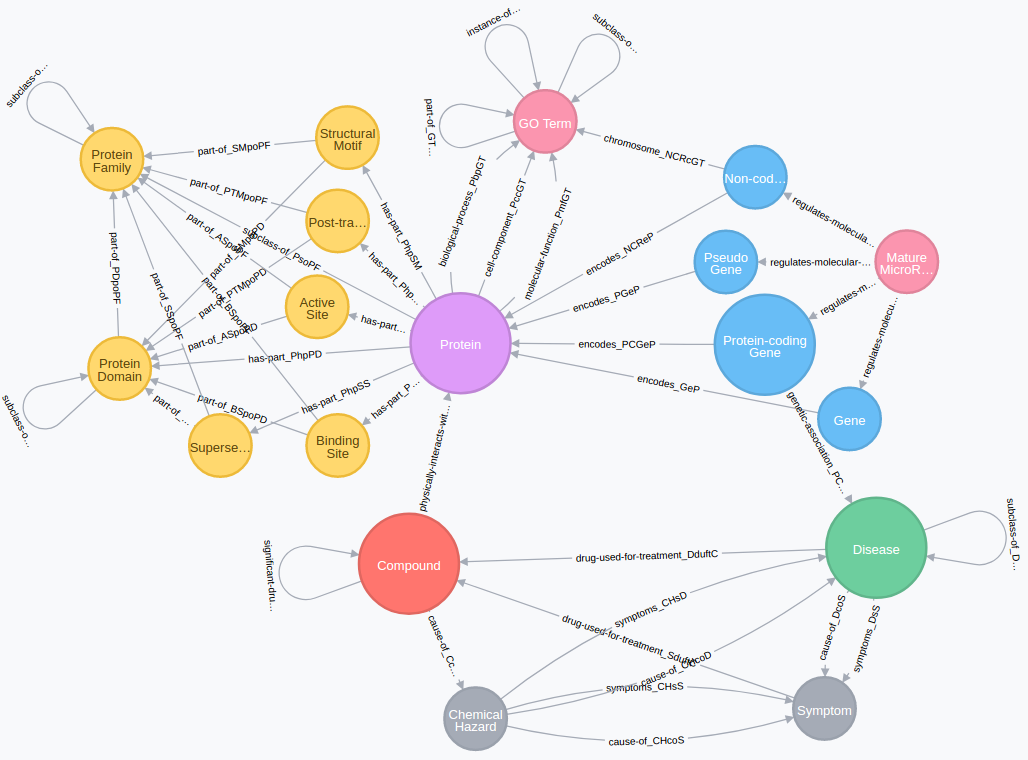 instance-of…
subclass-o…
subclass-o…
part-of_GT…
GO Term
Structural
Motif
Protein
Family
part-of_SMpoPF
chromosome_NCRcGT
Non-cod…
part-of_PTMpoPF
Post-tra…
has-part_PhpSM
biological-process_PbpGT
cell-component_PccGT
molecular-function_PmfGT
encodes_NCReP
regulates-molecula…
Pseudo
Gene
regulates-molecular-…
Mature
MicroR…
part-of_ASpoPF
part-of_SMpoPD
subclass-of_PsoPF
has-part_Php…
part-of_PDpoPF
part-of_SSpoPF
part-of_BSpoPF
part-of_PTMpoPD
Active
Site
encodes_PGeP
regulates-m…
regulates-molecu…
part-of_ASpoPD
has-part…
Protein
encodes_PCGeP
Protein-coding
Gene
has-part_PhpPD
Protein
Domain
encodes_GeP
has-part_PhpSS
has-part_P…
subclass-o…
part-of_…
part-of_BSpoPD
genetic-association_PC…
Gene
Superse…
Binding
Site
physically-interacts-wit…
significant-dru…
Compound
drug-used-for-treatment_DduftC
Disease
subclass-of_D…
cause-of_Cc…
symptoms_CHsD
drug-used-for-treatment_SduftC
cause-of_CHcoD
cause-of_DcoS
symptoms_DsS
symptoms_CHsS
Chemical
Hazard
Symptom
cause-of_CHcoS